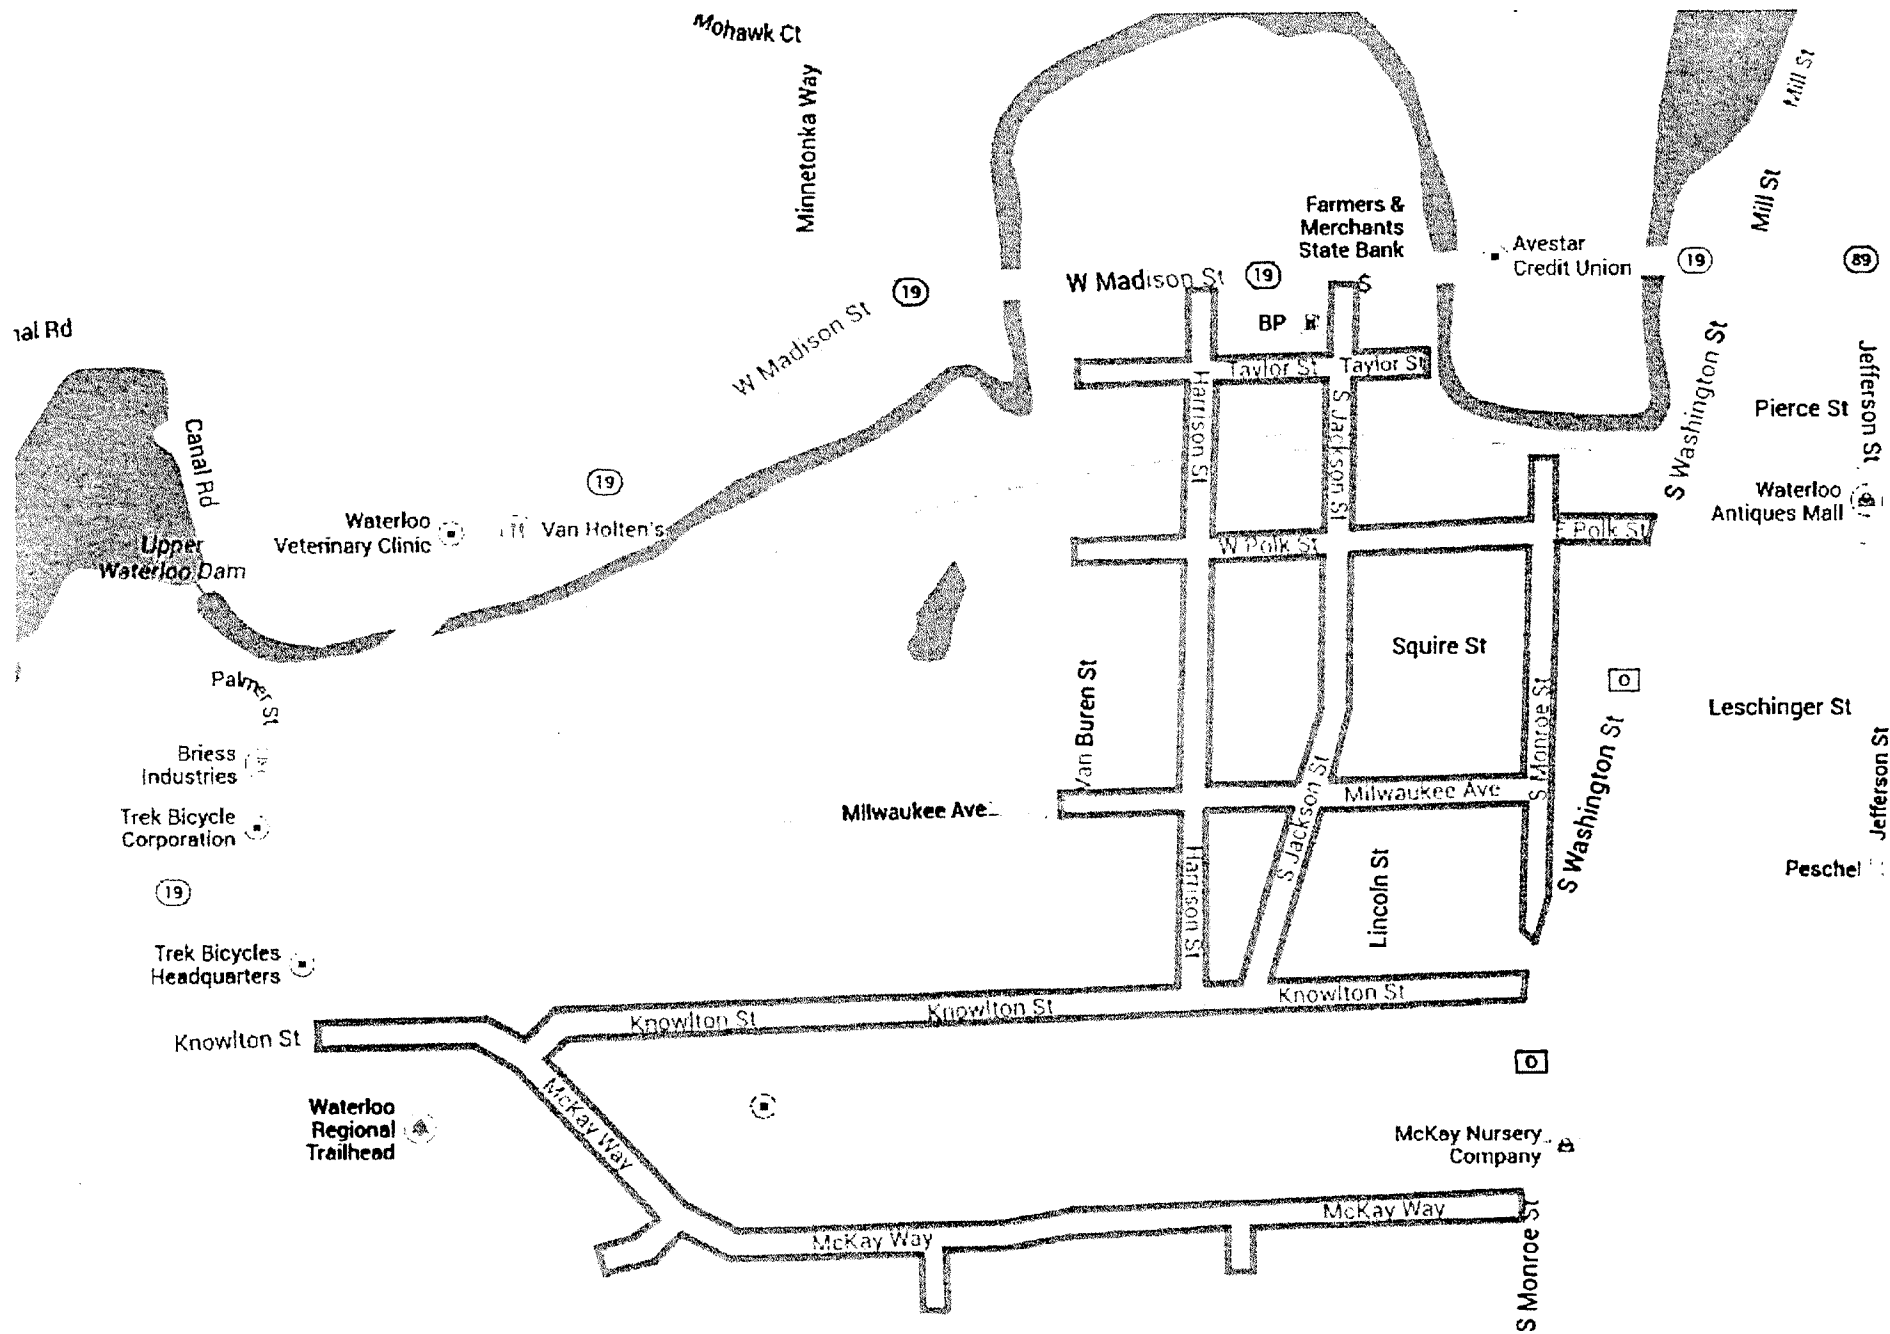 Mohawk Ct
Minnetonka Way
Mill St
Mill St
Farmers &
Merchants
State Bank
$
Avestar
Credit Union
19
89
W Madison St
19
19
W Madison St
BP
Taylor St
Taylor St
nal Rd
Canal Rd
Harrison St
S Jackson St
S Washington St
Pierce St
Jefferson St
19
Waterloo
Veterinary Clinic
Van Holten's
Upper
Waterloo Dam
W Polk St
E Polk St
Waterloo
Antiques Mall
Squire St
O
Palmer St
Van Buren St
S Monroe St
Leschinger St
Briess
Industries
Milwaukee Ave
Milwaukee Ave
S Jackson St
S Washington St
Jefferson St
Trek Bicycle
Corporation
19
Harrison St
Lincoln St
Peschel
Trek Bicycles
Headquarters
Knowlton St
Knowlton St
Knowlton St
Knowlton St
O
McKay Way
Waterloo
Regional
Trailhead
McKay Nursery
Company
McKay Way
McKay Way
S Monroe St